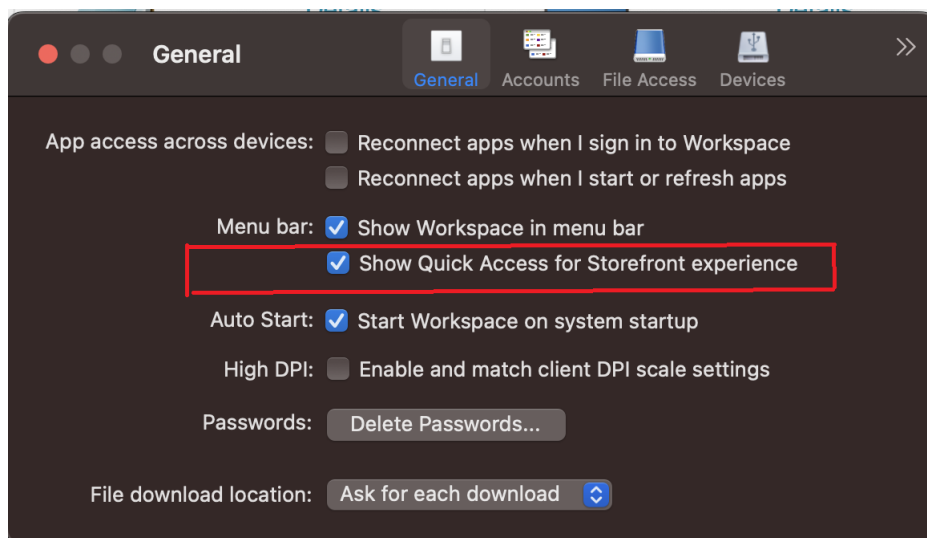 General
General
Accounts
File Access
Devices
App access across devices:
Reconnect apps when I sign in to Workspace
Reconnect apps when I start or refresh apps
Menu bar:
Show Workspace in menu bar
Show Quick Access for Storefront experience
Auto Start:
Start Workspace on system startup
High DPI:
Enable and match client DPI scale settings
Passwords:
Delete Passwords...
File download location:
Ask for each download